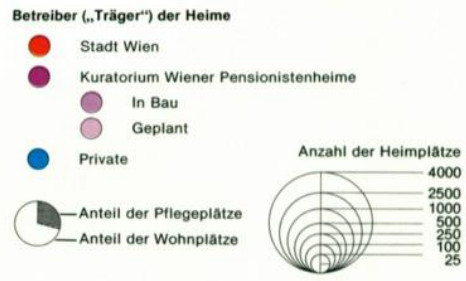 Betreiber („Träger“) der Heime
Stadt Wien
Kuratorium Wiener Pensionistenheime
In Bau
Geplant
Private
Anteil der Pflegeplätze
Anteil der Wohnplätze
Anzahl der Heimplätze
4000
2500
1000
500
250
100
25